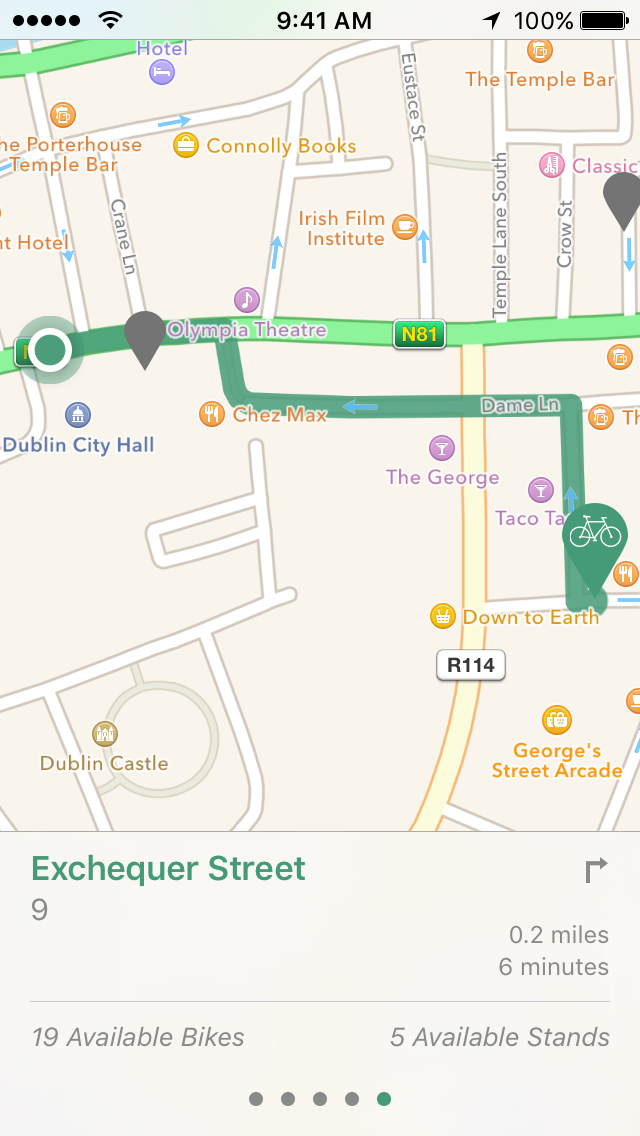 9:41 AM
100%
Hotel
The Temple Bar
Eustace St
he Porterhouse
Temple Bar
Connolly Books
Classic
Temple Lane South
Crow St
Crane Ln
Irish Film
Institute
nt Hotel
Olympia Theatre
N81
N
Chez Max
Dame Ln
Th
Dublin City Hall
The George
Taco Ta
Down to Earth
R114
Dublin Castle
George's
Street Arcade
Exchequer Street
9
0.2 miles
6 minutes
19 Available Bikes
5 Available Stands